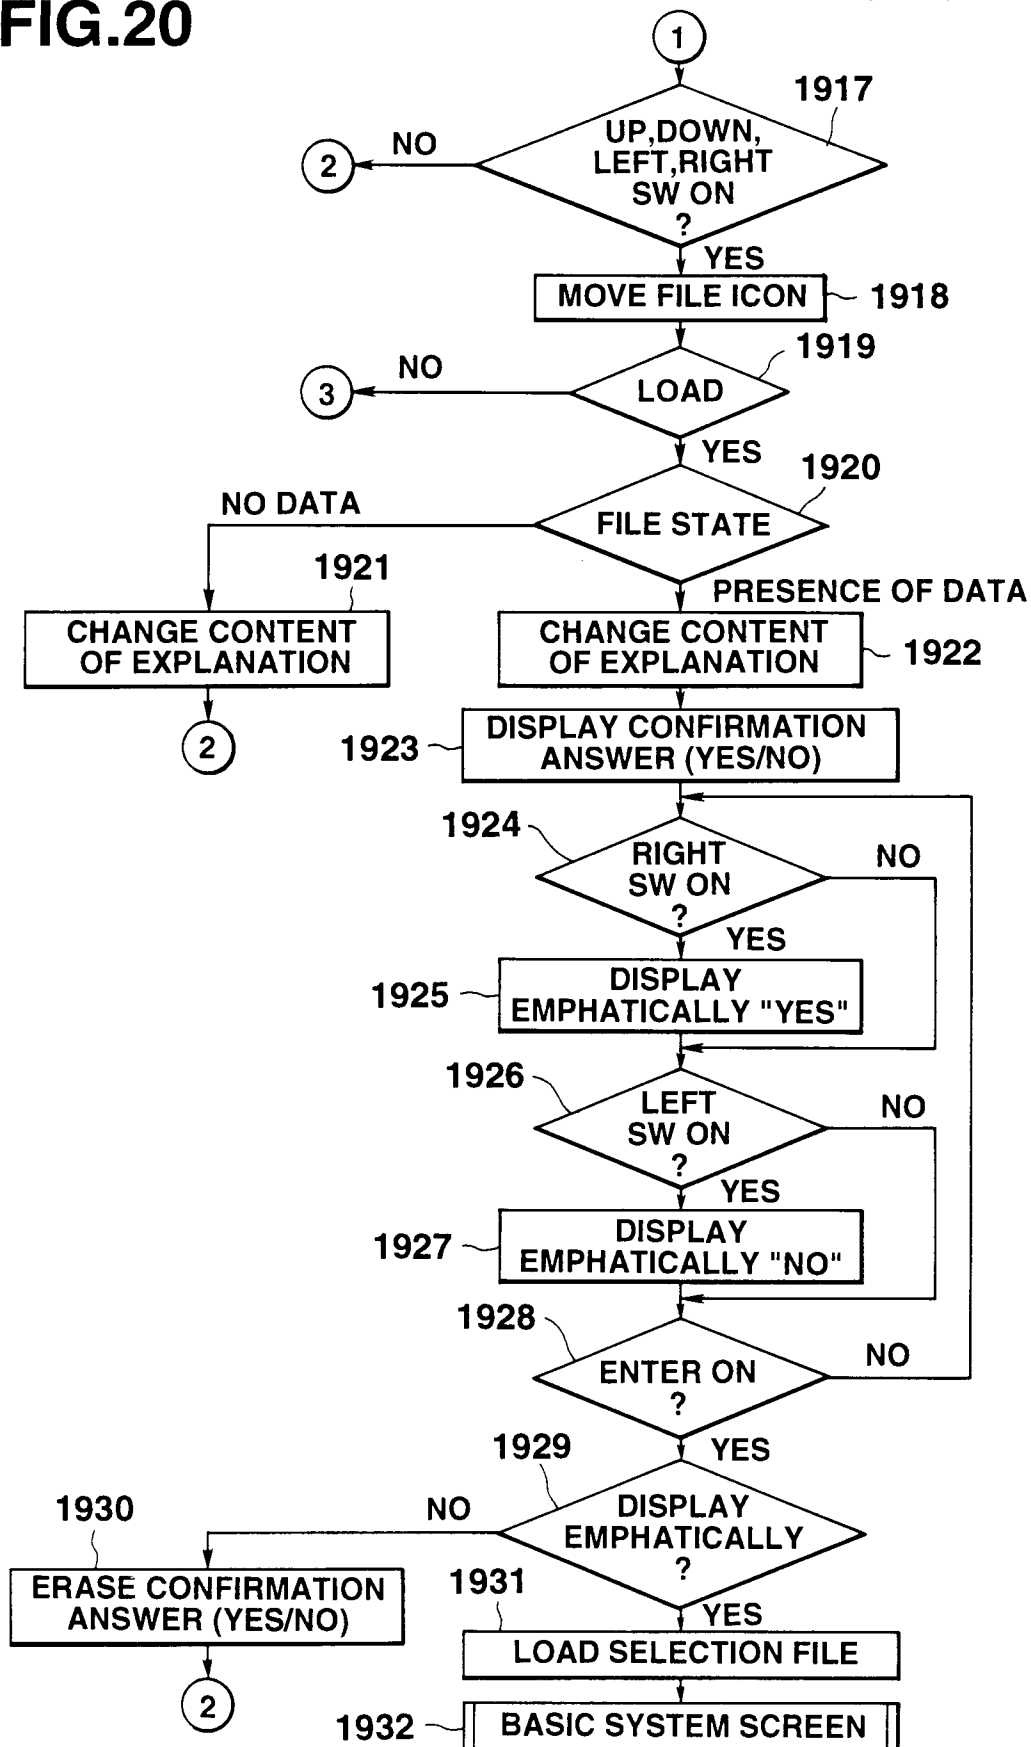 FIG.20
1
1917
UP,DOWN,
LEFT,RIGHT
SW ON
?
NO
2
YES
MOVE FILE ICON
1918
1919
LOAD
NO
3
YES
1920
FILE STATE
NO DATA
1921
PRESENCE OF DATA
CHANGE CONTENT
OF EXPLANATION
2
CHANGE CONTENT
OF EXPLANATION
1922
1923
DISPLAY CONFIRMATION
ANSWER (YES/NO)
1924
RIGHT
SW ON
?
NO
YES
1925
DISPLAY
EMPHATICALLY "YES"
1926
LEFT
SW ON
?
NO
YES
1927
DISPLAY
EMPHATICALLY "NO"
1928
ENTER ON
?
NO
YES
1929
DISPLAY
EMPHATICALLY
?
NO
1930
ERASE CONFIRMATION
ANSWER (YES/NO)
2
YES
1931
LOAD SELECTION FILE
1932
BASIC SYSTEM SCREEN